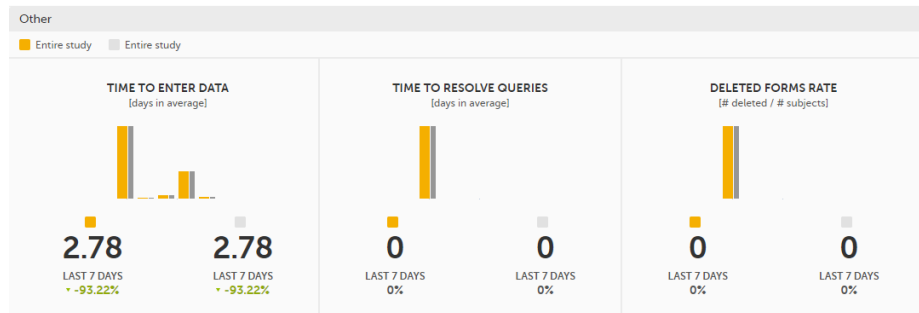 Other
Entire study Entire study
TIME TO ENTER DATA
[days in average]
2.78 2.78
LAST 7 DAYS LAST 7 DAYS
▼ -93.22% ▼ -93.22%
TIME TO RESOLVE QUERIES
[days in average]
0 0
LAST 7 DAYS LAST 7 DAYS
0% 0%
DELETED FORMS RATE
[# deleted / # subjects]
0 0
LAST 7 DAYS LAST 7 DAYS
0% 0%